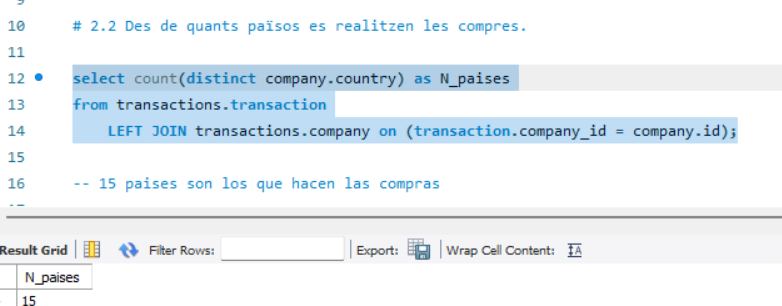 10 # 2.2 Des de quants països es realitzen les compres.
11
12 select count(distinct company.country) as N_paises
13 from transactions.transaction
14 LEFT JOIN transactions.company on (transaction.company_id = company.id);
15
16 -- 15 paises son los que hacen las compras
Result Grid Filter Rows: Export: Wrap Cell Content: IA
N_paises
15